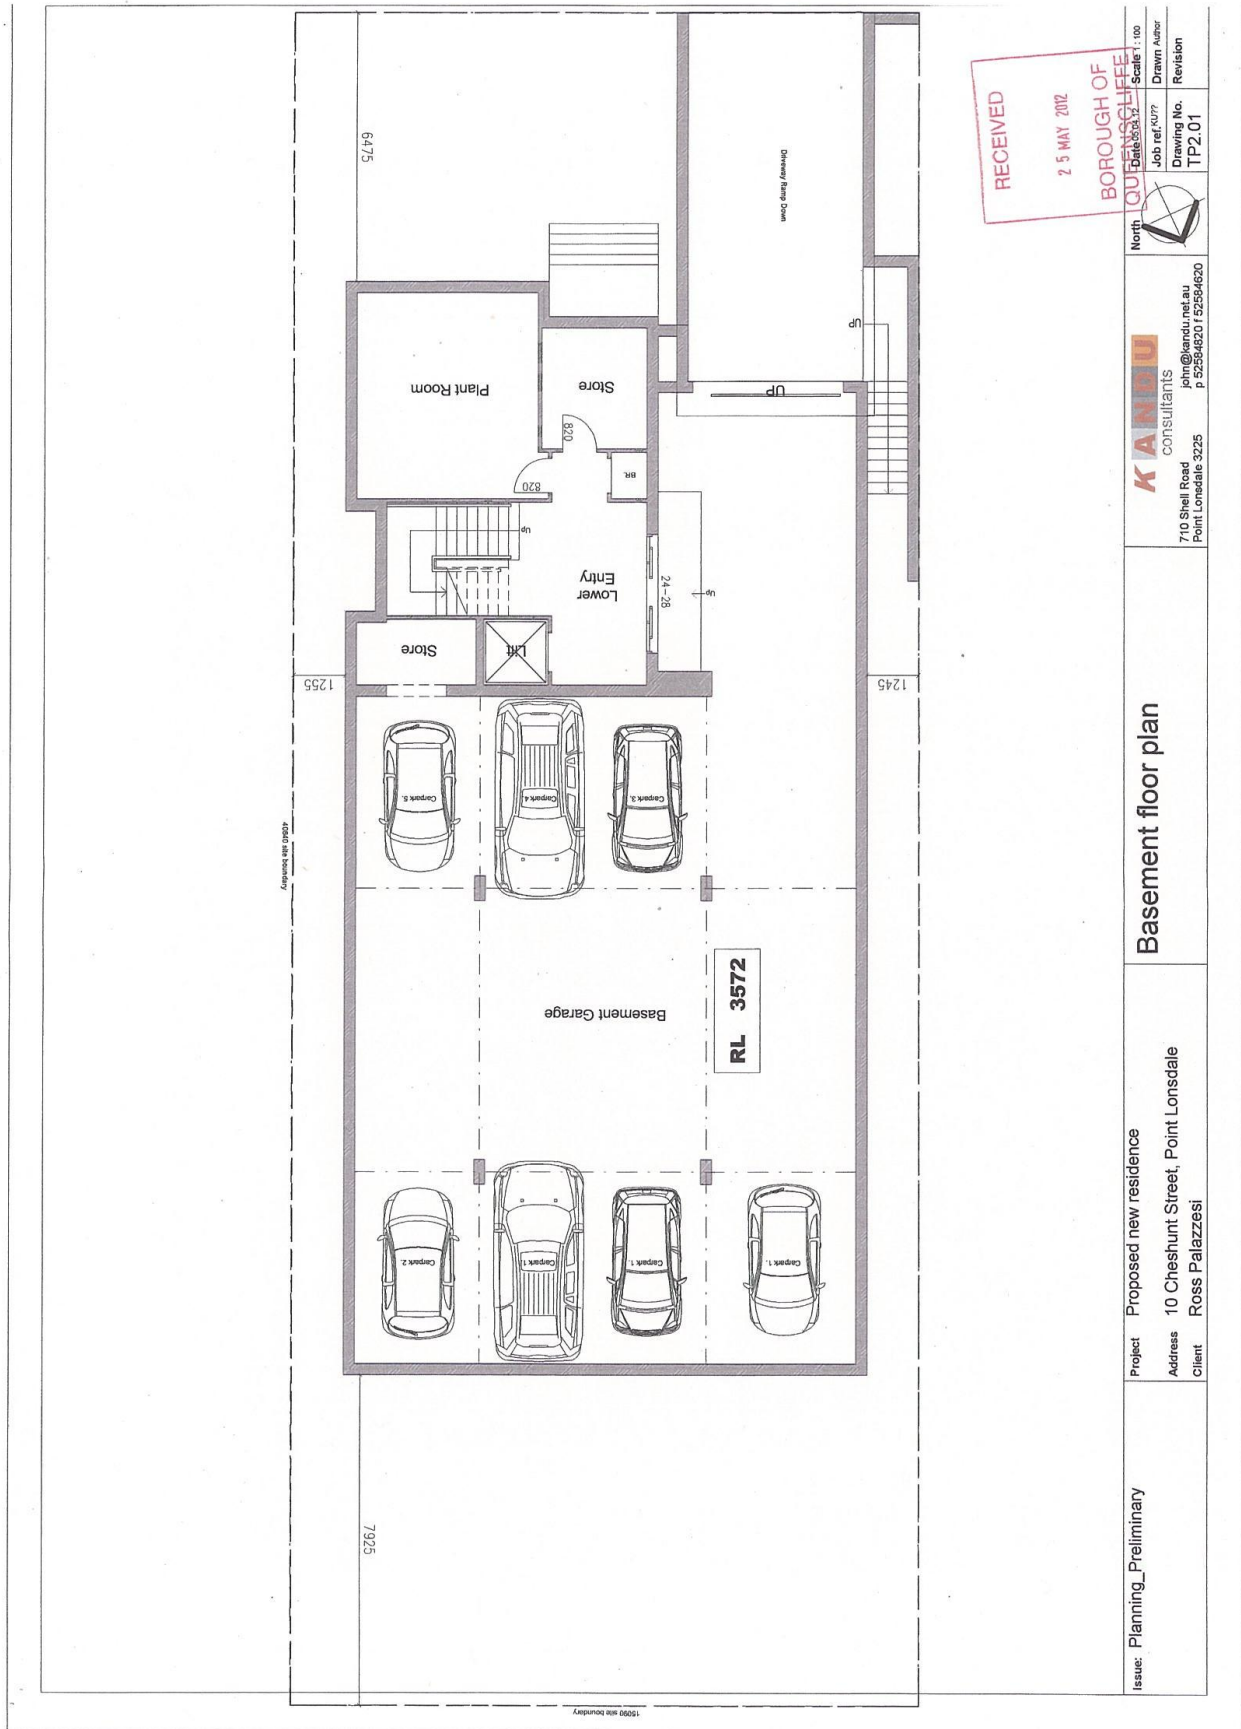 6475
Driveway Ramp Down
Plant Room
Store
820
820
BR.
UP
UP
Up
Lower
Entry
24-28
Up
Store
Lift
1255
1245
Carpark 5.
Carpark 4
Carpark 3.
40640 site boundary
Basement Garage
RL 3572
Carpark 2.
Carpark 1
Carpark 1.
Carpark 1.
7925
15090 site boundary
RECEIVED
25 MAY 2012
BOROUGH OF
QUEENSCLIFFE
Issue: Planning_Preliminary
Project Proposed new residence
Address 10 Cheshunt Street, Point Lonsdale
Client Ross Palazzesi
Basement floor plan
KANDU
consultants
710 Shell Road
Point Lonsdale 3225
john@kandu.net.au
p 52584820 f 52584620
North
Date 05.04.12 Scale 1 : 100
Job ref. KU?? Drawn Author
Drawing No. Revision
TP2.01